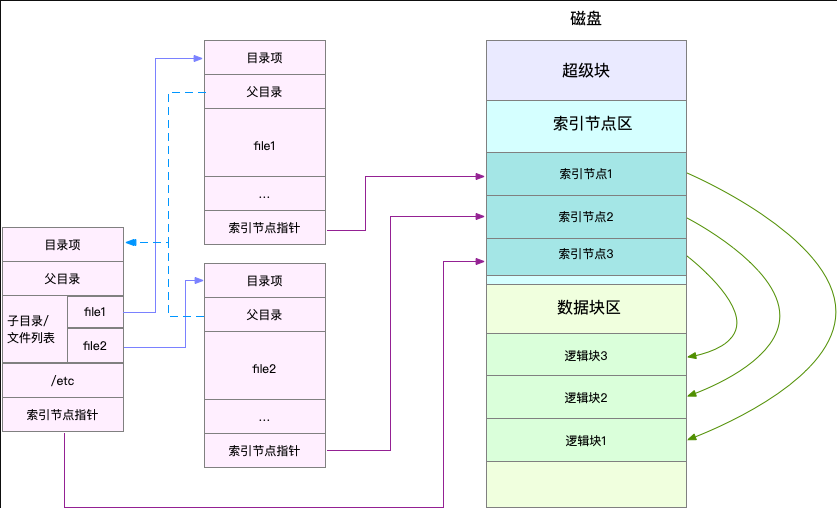 磁盘
目录项
父目录
file1
...
索引节点指针
目录项
父目录
子目录/
文件列表
file1
file2
/etc
索引节点指针
目录项
父目录
file2
...
索引节点指针
超级块
索引节点区
索引节点1
索引节点2
索引节点3
数据块区
逻辑块3
逻辑块2
逻辑块1